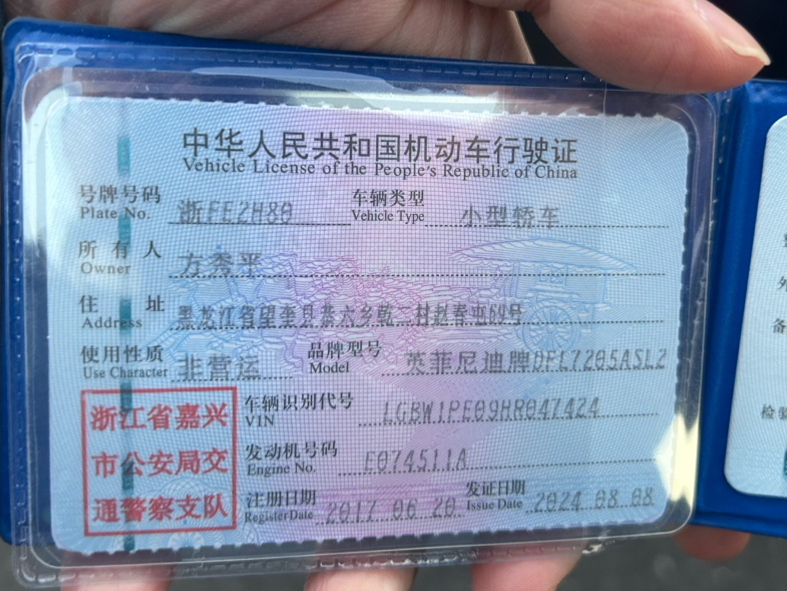 中华人民共和国机动车行驶证
Vehicle License of the People's Republic of China
号牌号码 浙FE2H80 车辆类型 小型轿车
Plate No. Vehicle Type
所有人 方秀平
Owner
住址 黑龙江省望奎县恭六乡乾二村赵春屯69号
Address
使用性质 非营运 品牌型号 英菲尼迪牌DFL7205ASL2
Use Character Model
浙江省嘉兴
市公安局交
通警察支队
车辆识别代号 LGBW1PE09HR047424
VIN
发动机号码 E074511A
Engine No.
注册日期 2017 06 20 发证日期 2024 08 08
Register Date Issue Date
检验